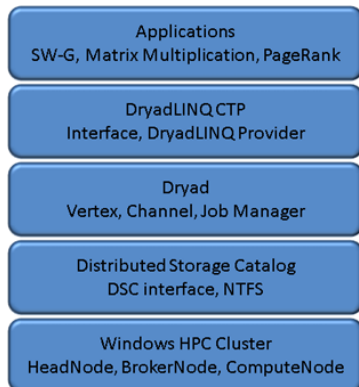 Applications
SW-G, Matrix Multiplication, PageRank
DryadLINQ CTP
Interface, DryadLINQ Provider
Dryad
Vertex, Channel, Job Manager
Distributed Storage Catalog
DSC interface, NTFS
Windows HPC Cluster
HeadNode, BrokerNode, ComputeNode